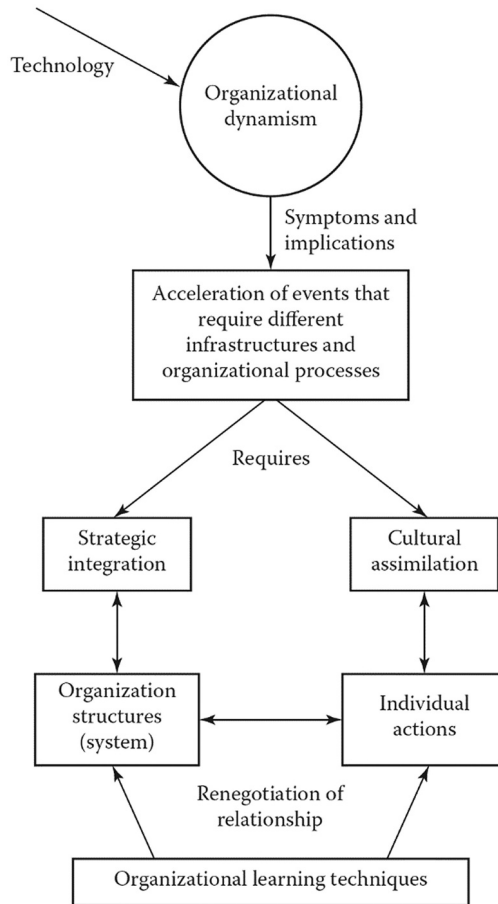 Technology
Organizational
dynamism
Symptoms and
implications
Acceleration of events that
require different
infrastructures and
organizational processes
Requires
Strategic
integration
Cultural
assimilation
Organization
structures
(system)
Individual
actions
Renegotiation of
relationship
Organizational learning techniques